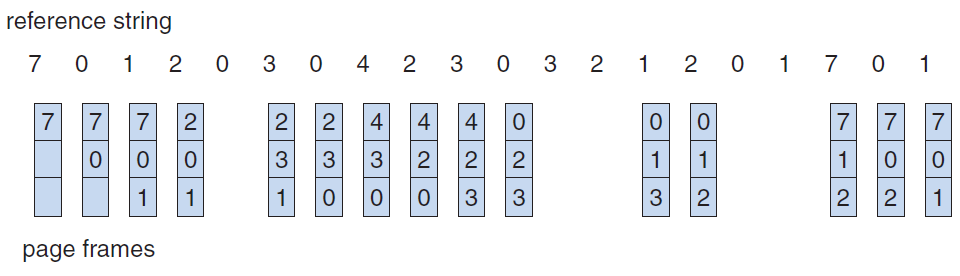 reference string
7 0 1 2 0 3 0 4 2 3 0 3 2 1 2 0 1 7 0 1
7 7 7 2 2 2 4 4 4 0 0 0 7 7 7
0 0 0 3 3 3 2 2 2 1 1 1 0 0
1 1 1 0 0 0 3 3 3 2 2 2 1
page frames